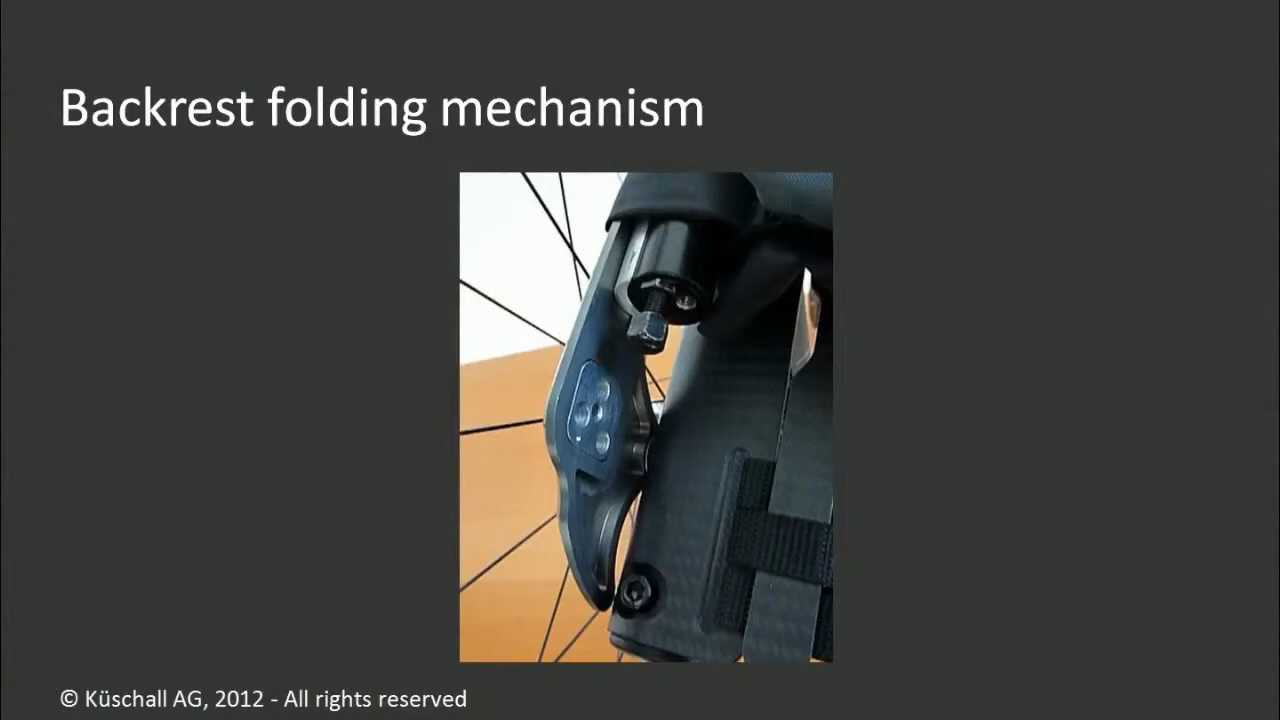 Backrest folding mechanism
© Küschall AG, 2012 - All rights reserved